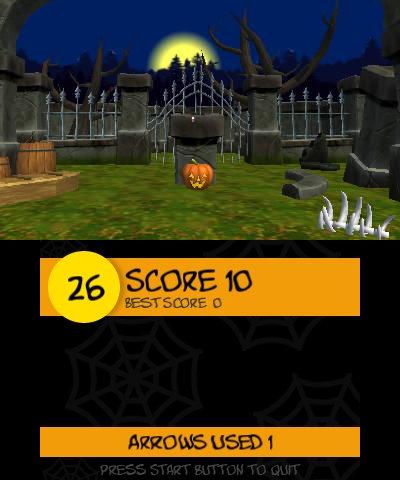 26
SCORE 10
BEST SCORE 0
ARROWS USED 1
PRESS START BUTTON TO QUIT